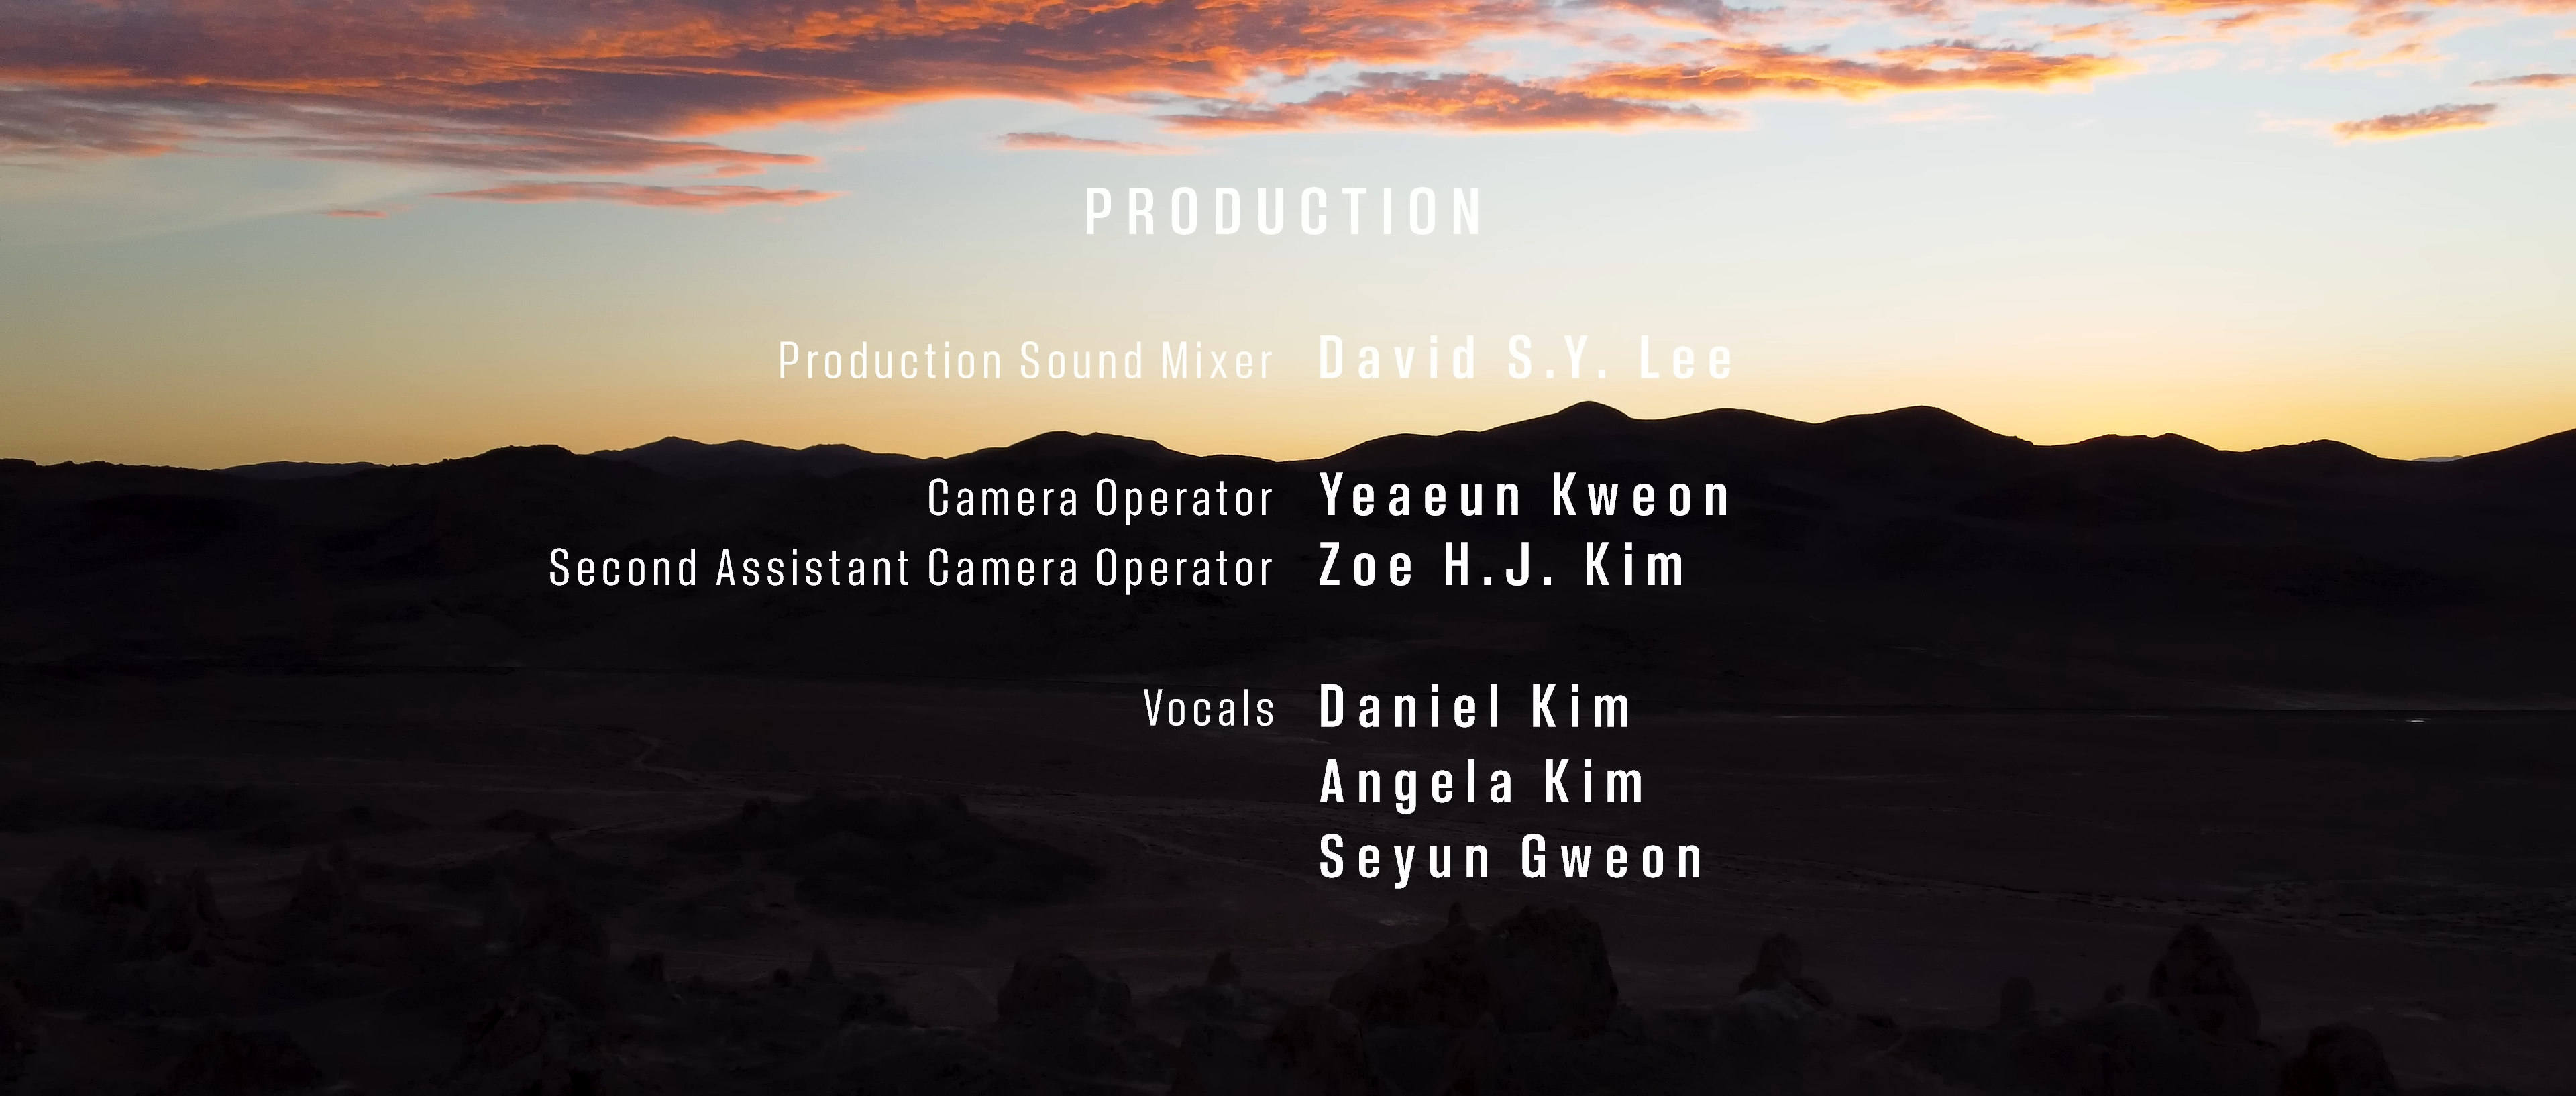 PRODUCTION
Production Sound Mixer David S.Y. Lee
Camera Operator Yeaeun Kweon
Second Assistant Camera Operator Zoe H.J. Kim
Vocals Daniel Kim
Angela Kim
Seyun Gweon